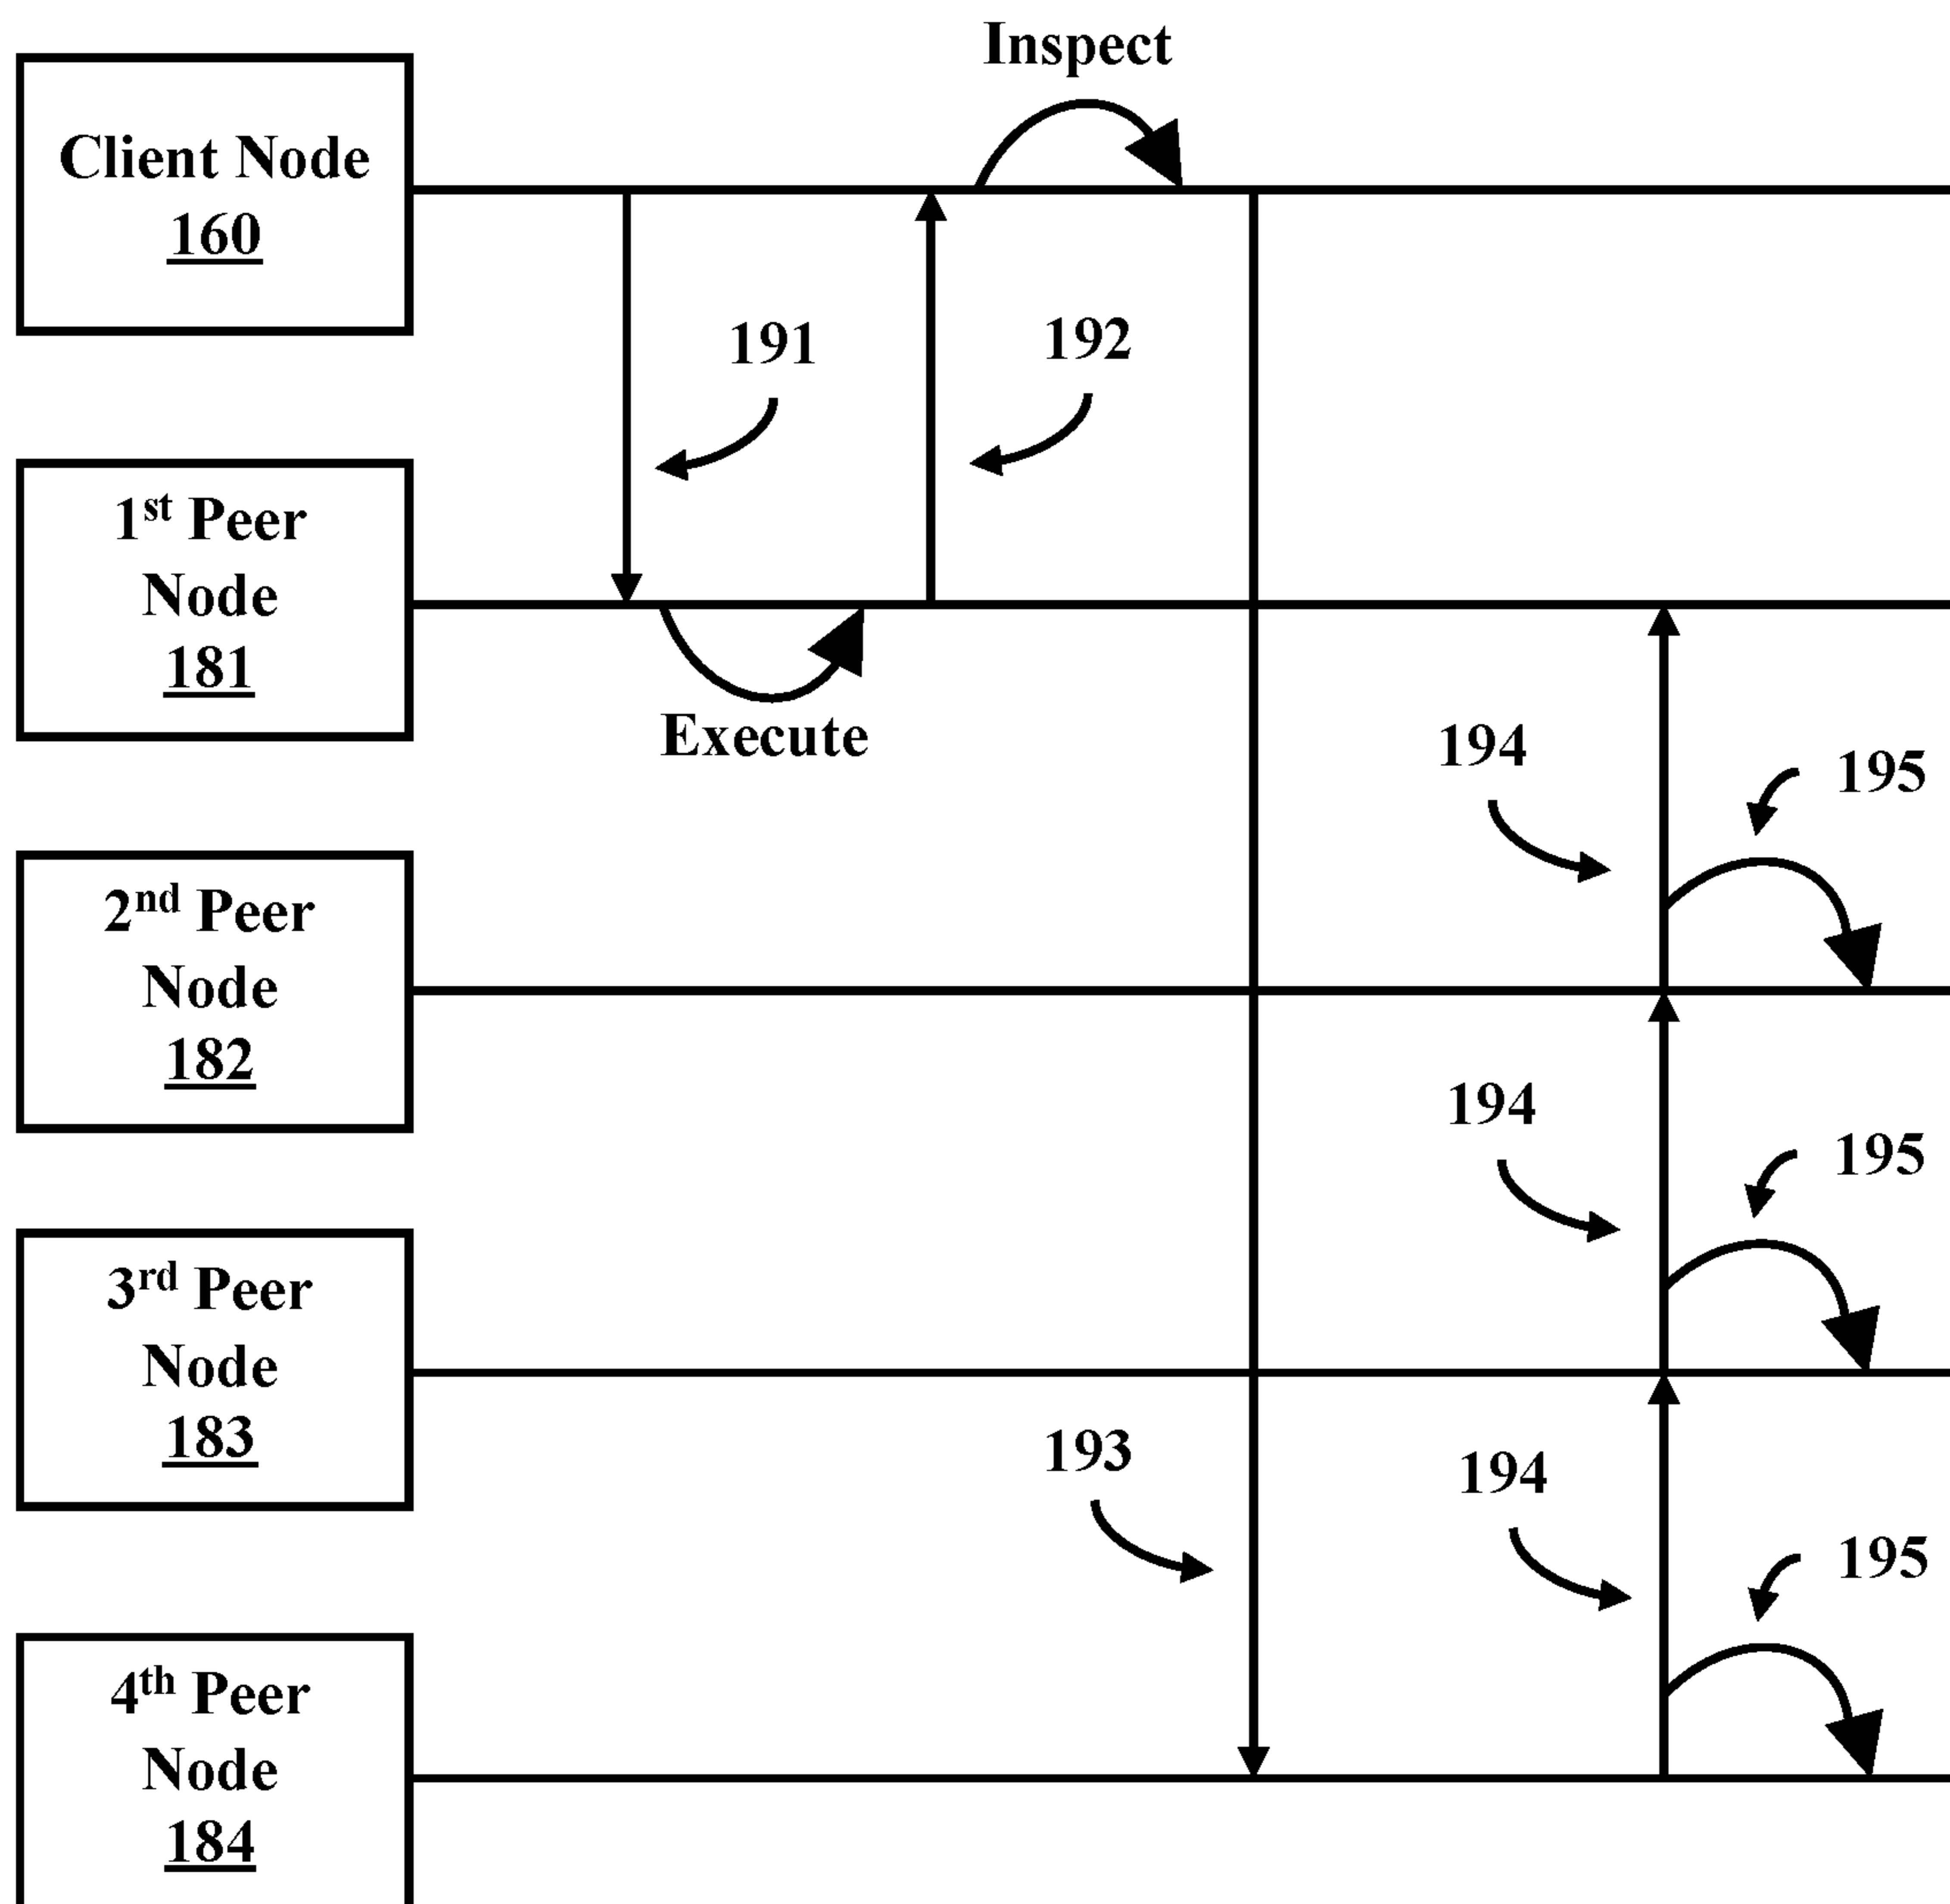 Inspect
Client Node
160
191
192
1st Peer
Node
181
Execute
194
195
2nd Peer
Node
182
194
195
3rd Peer
Node
183
193
194
195
4th Peer
Node
184